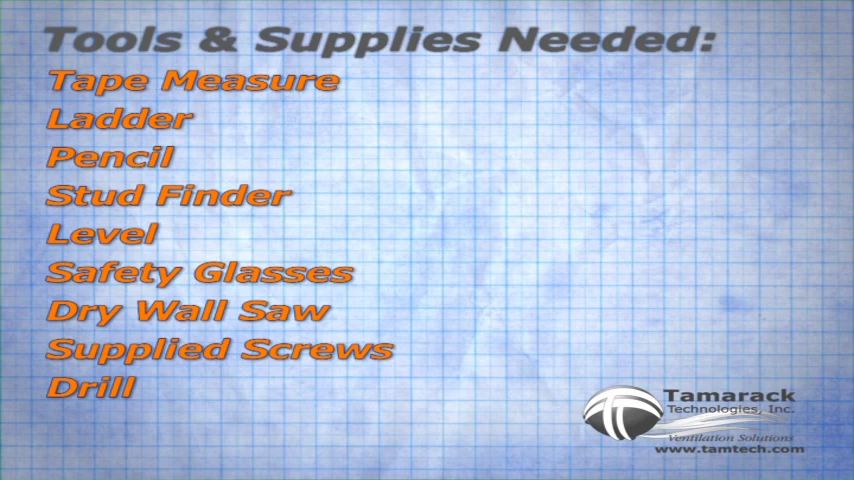 Tools & Supplies Needed:
Tape Measure
Ladder
Pencil
Stud Finder
Level
Safety Glasses
Dry Wall Saw
Supplied Screws
Drill
Tamarack
Technologies, Inc.
Ventilation Solutions
www.tamtech.com